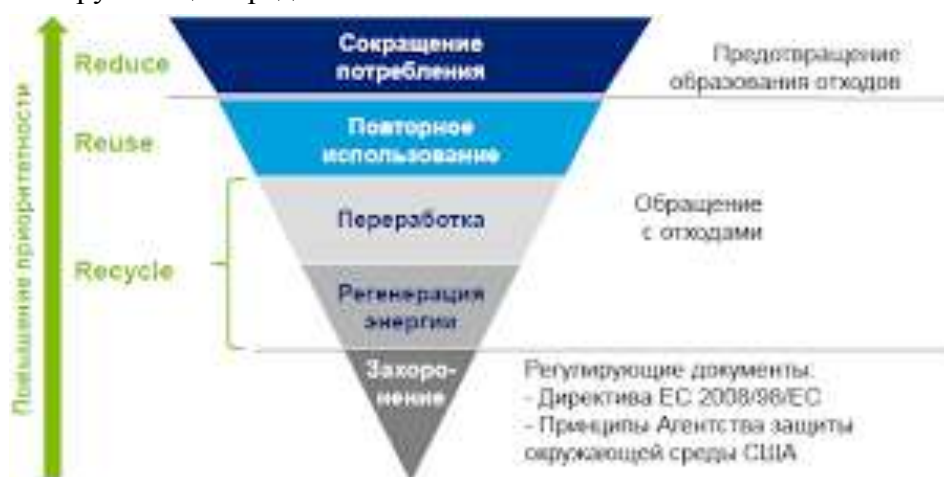 Повышение приоритетности
Reduce
Сокращение
потребления
Предотвращение
образования отходов
Reuse
Повторное
использование
Переработка
Обращение
с отходами
Recycle
Регенерация
энергии
Захоро-
нение
Регулирующие документы:
- Директива ЕС 2008/98/ЕС
- Принципы Агентства защиты
окружающей среды США